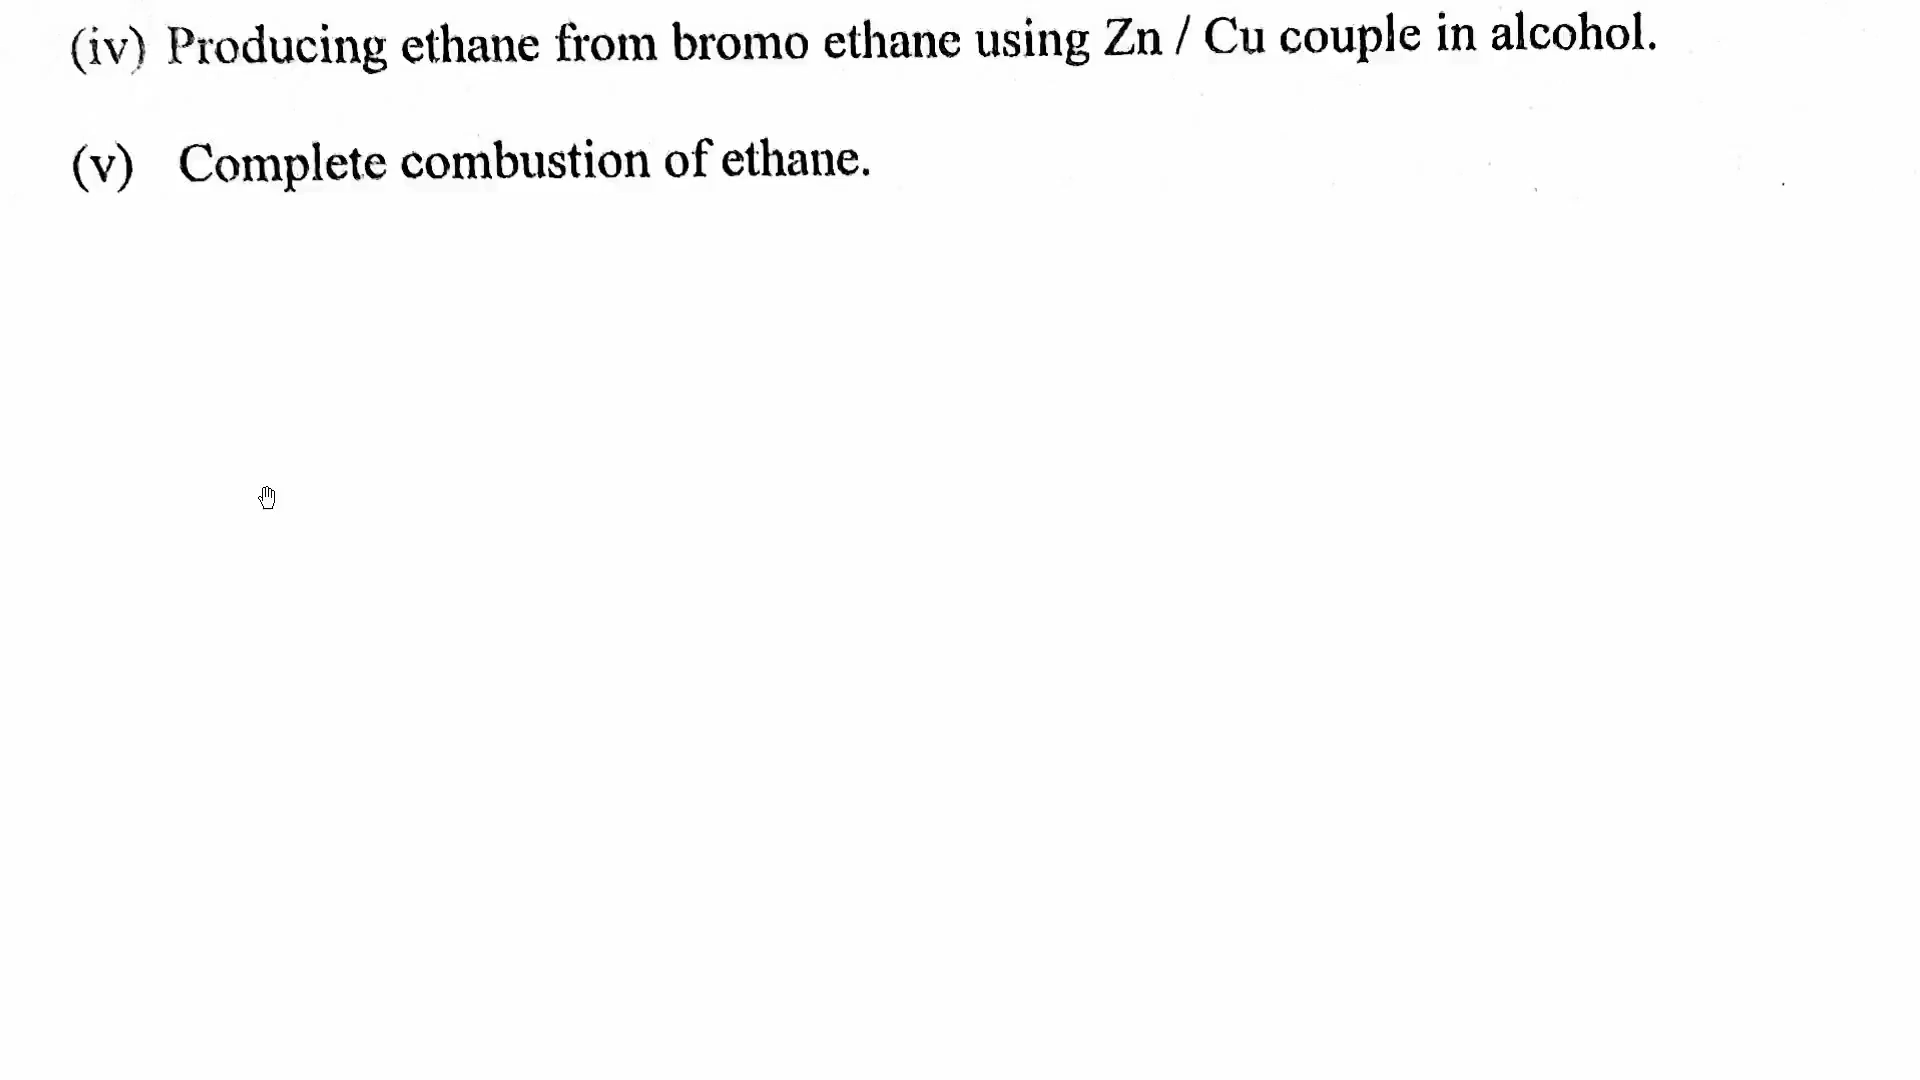 (iv) Producing ethane from bromo ethane using Zn / Cu couple in alcohol.
(v) Complete combustion of ethane.